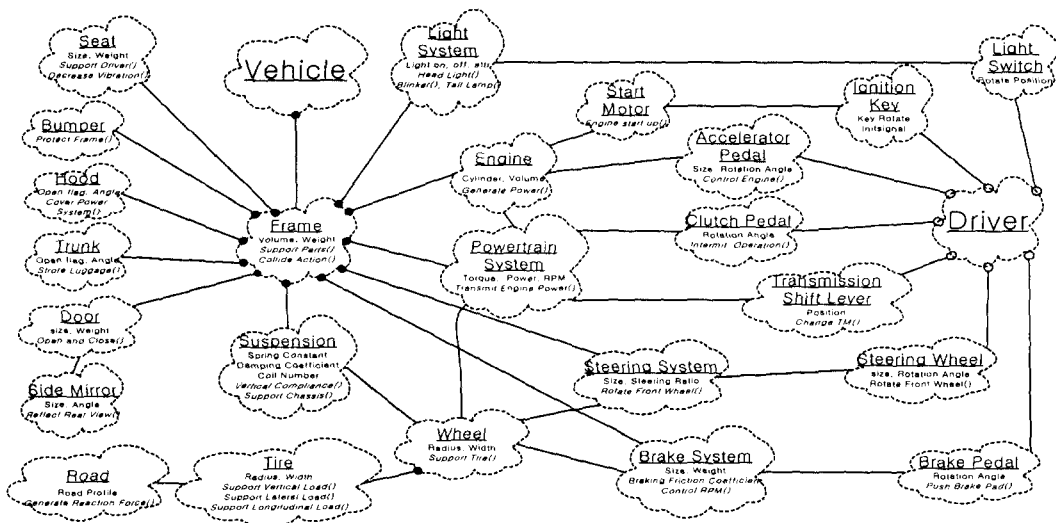 Seat
Size, Weight
Support Driver()
Decrease Vibration()
Vehicle
Light
System
Light on, off, attr
Head Light()
Blinker(), Tail Lamp()
Light
Switch
Rotate Position
Start
Motor
Engine start up()
Ignition
Key
Key Rotate
Initsignal
Bumper
Protect Frame()
Engine
Cylinder, Volume
Generate Power()
Accelerator
Pedal
Size, Rotation Angle
Control Engine()
Hood
Open flag, Angle
Cover Power
System()
Frame
Volume, Weight
Support Parts()
Collide Action()
Clutch Pedal
Rotation Angle
Intermit. Operation()
Driver
Trunk
Open flag, Angle
Strote Luggage()
Powertrain
System
Torque, Power, RPM
Transmit Engine Power()
Transmission
Shift Lever
Position
Change TM()
Door
size, Weight
Open and Close()
Suspension
Spring Constant
Damping Coefficient
Coil Number
Vertical Compliance()
Support Chassis()
Steering System
Size, Steering Ratio
Rotate Front Wheel()
Steering Wheel
size, Rotation Angle
Rotate Front Wheel()
Side Mirror
Size, Angle
Reflect Rear View()
Wheel
Radius, Width
Support Tire()
Brake System
Size, Weight
Braking Friction Coefficient
Control RPM()
Brake Pedal
Rotation Angle
Push Brake Pad()
Road
Road Profile
Generate Reaction Force()
Tire
Radius, Width
Support Vertical Load()
Support Lateral Load()
Support Longitudinal Load()